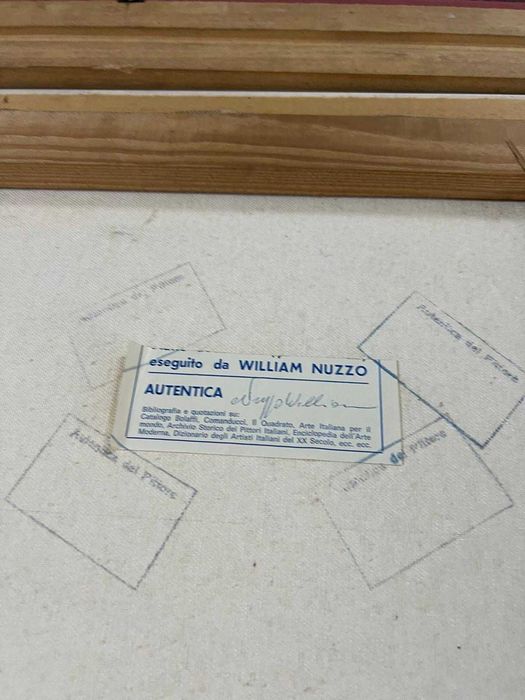 Autentica del Pittore
Autentica del Pittore
eseguito da WILLIAM NUZZO
AUTENTICA Nuzzo William
Bibliografia e quotazioni su:
Catalogo Bolaffi, Comanducci, Il Quadrato, Arte Italiana per il
mondo, Archivio Storico dei Pittori Italiani, Enciclopedia dell'Arte
Moderna, Dizionario degli Artisti Italiani del XX Secolo, ecc. ecc.
Autentica del Pittore
del Pittore